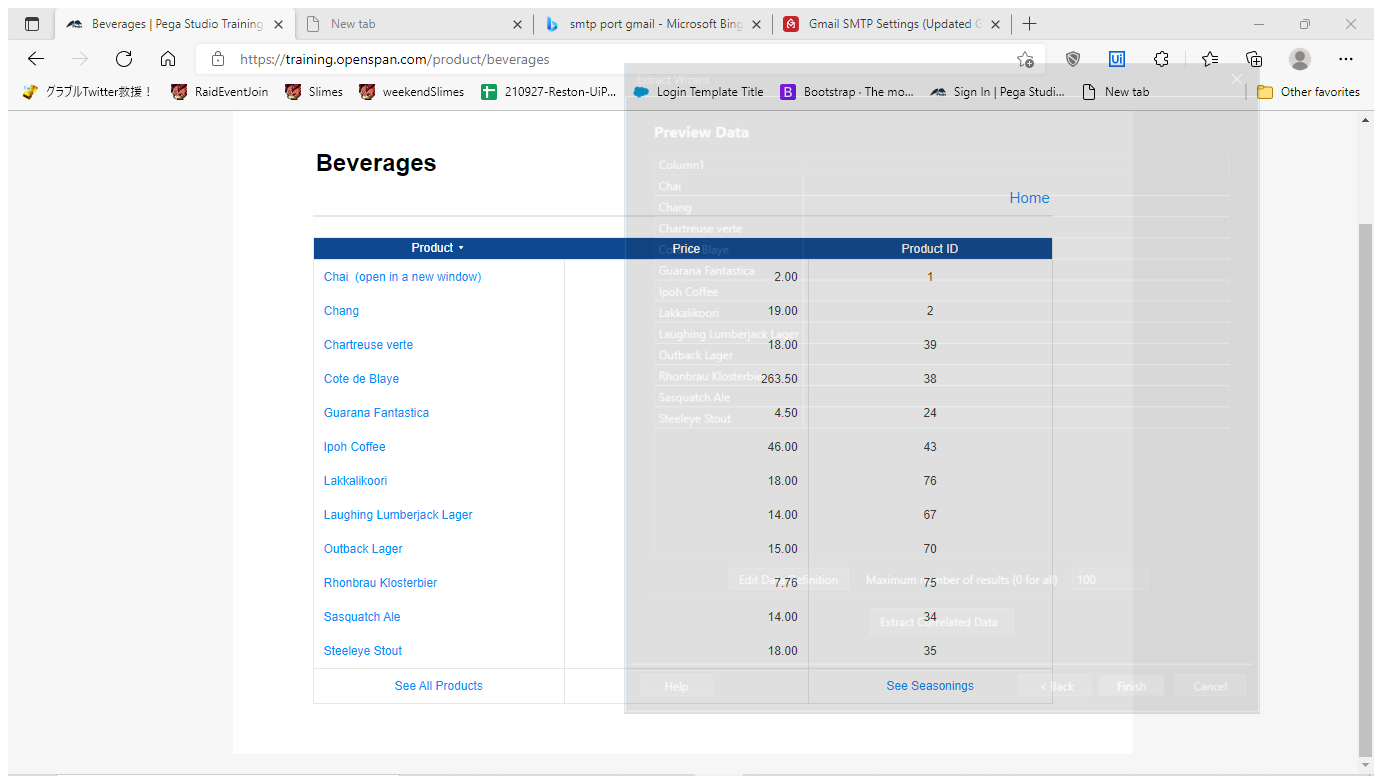 Beverages | Pega Studio Training
New tab
smtp port gmail - Microsoft Bing
Gmail SMTP Settings (Updated G
https://training.openspan.com/product/beverages
グラブルTwitter救援！
RaidEventJoin
Slimes
weekendSlimes
210927-Reston-UiP...
Login Template Title
Bootstrap · The mo...
Sign In | Pega Studi...
New tab
Other favorites
Extract Wizard
Preview Data
Beverages
Home
Column1
Chai
Chang
Chartreuse verte
Cote de Blaye
Guarana Fantastica
Ipoh Coffee
Lakkalikoori
Laughing Lumberjack Lager
Outback Lager
Rhonbrau Klosterbier
Sasquatch Ale
Steeleye Stout
Product Price Product ID
Chai (open in a new window) 2.00 1
Chang 19.00 2
Chartreuse verte 18.00 39
Cote de Blaye 263.50 38
Guarana Fantastica 4.50 24
Ipoh Coffee 46.00 43
Lakkalikoori 18.00 76
Laughing Lumberjack Lager 14.00 67
Outback Lager 15.00 70
Rhonbrau Klosterbier 7.76 75
Sasquatch Ale 14.00 34
Steeleye Stout 18.00 35
See All Products See Seasonings
Edit Data Definition Maximum number of results (0 for all) 100
Extract Correlated Data
Help < Back Finish Cancel